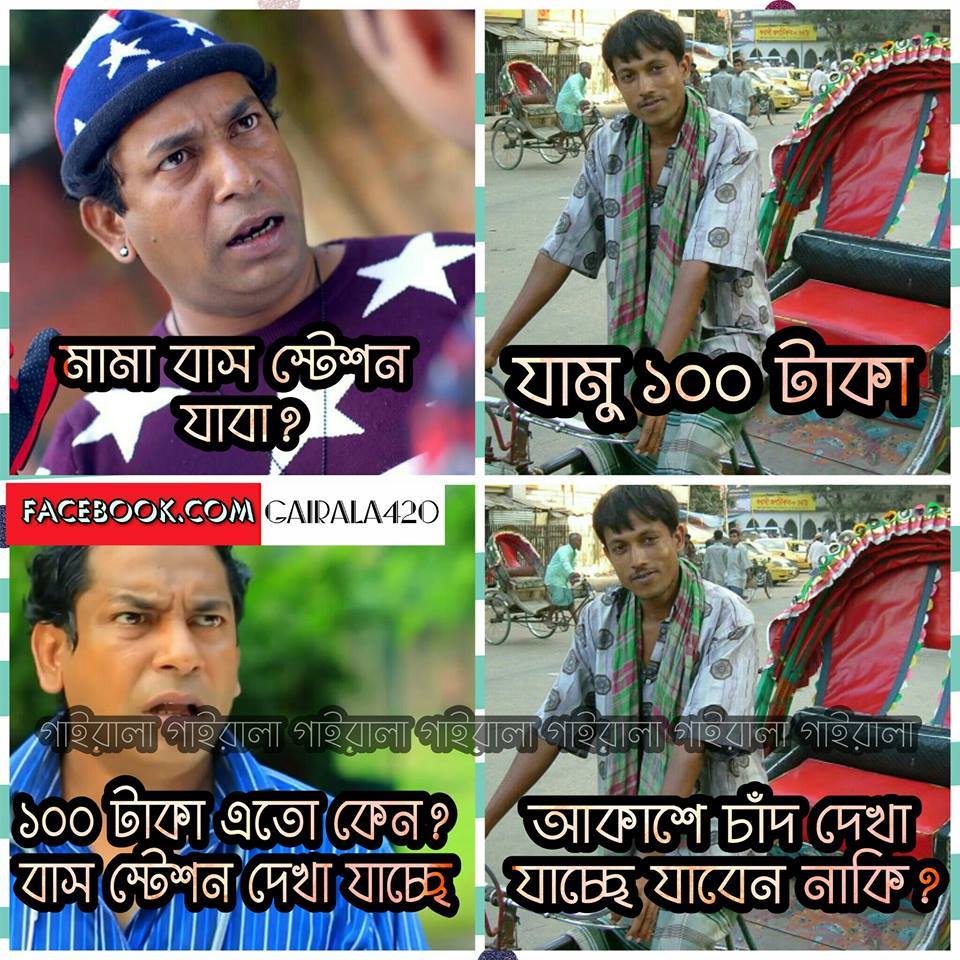 মামা বাস স্টেশন
যাবা?
যামু ১০০ টাকা
FACEBOOK.COM GAIRALA420
গাইরালা গাইরালা গাইরালা গাইরালা গাইরালা গাইরালা গাইরালা
১০০ টাকা এতো কেন?
বাস স্টেশন দেখা যাচ্ছে
আকাশে চাঁদ দেখা
যাচ্ছে যাবেন নাকি?